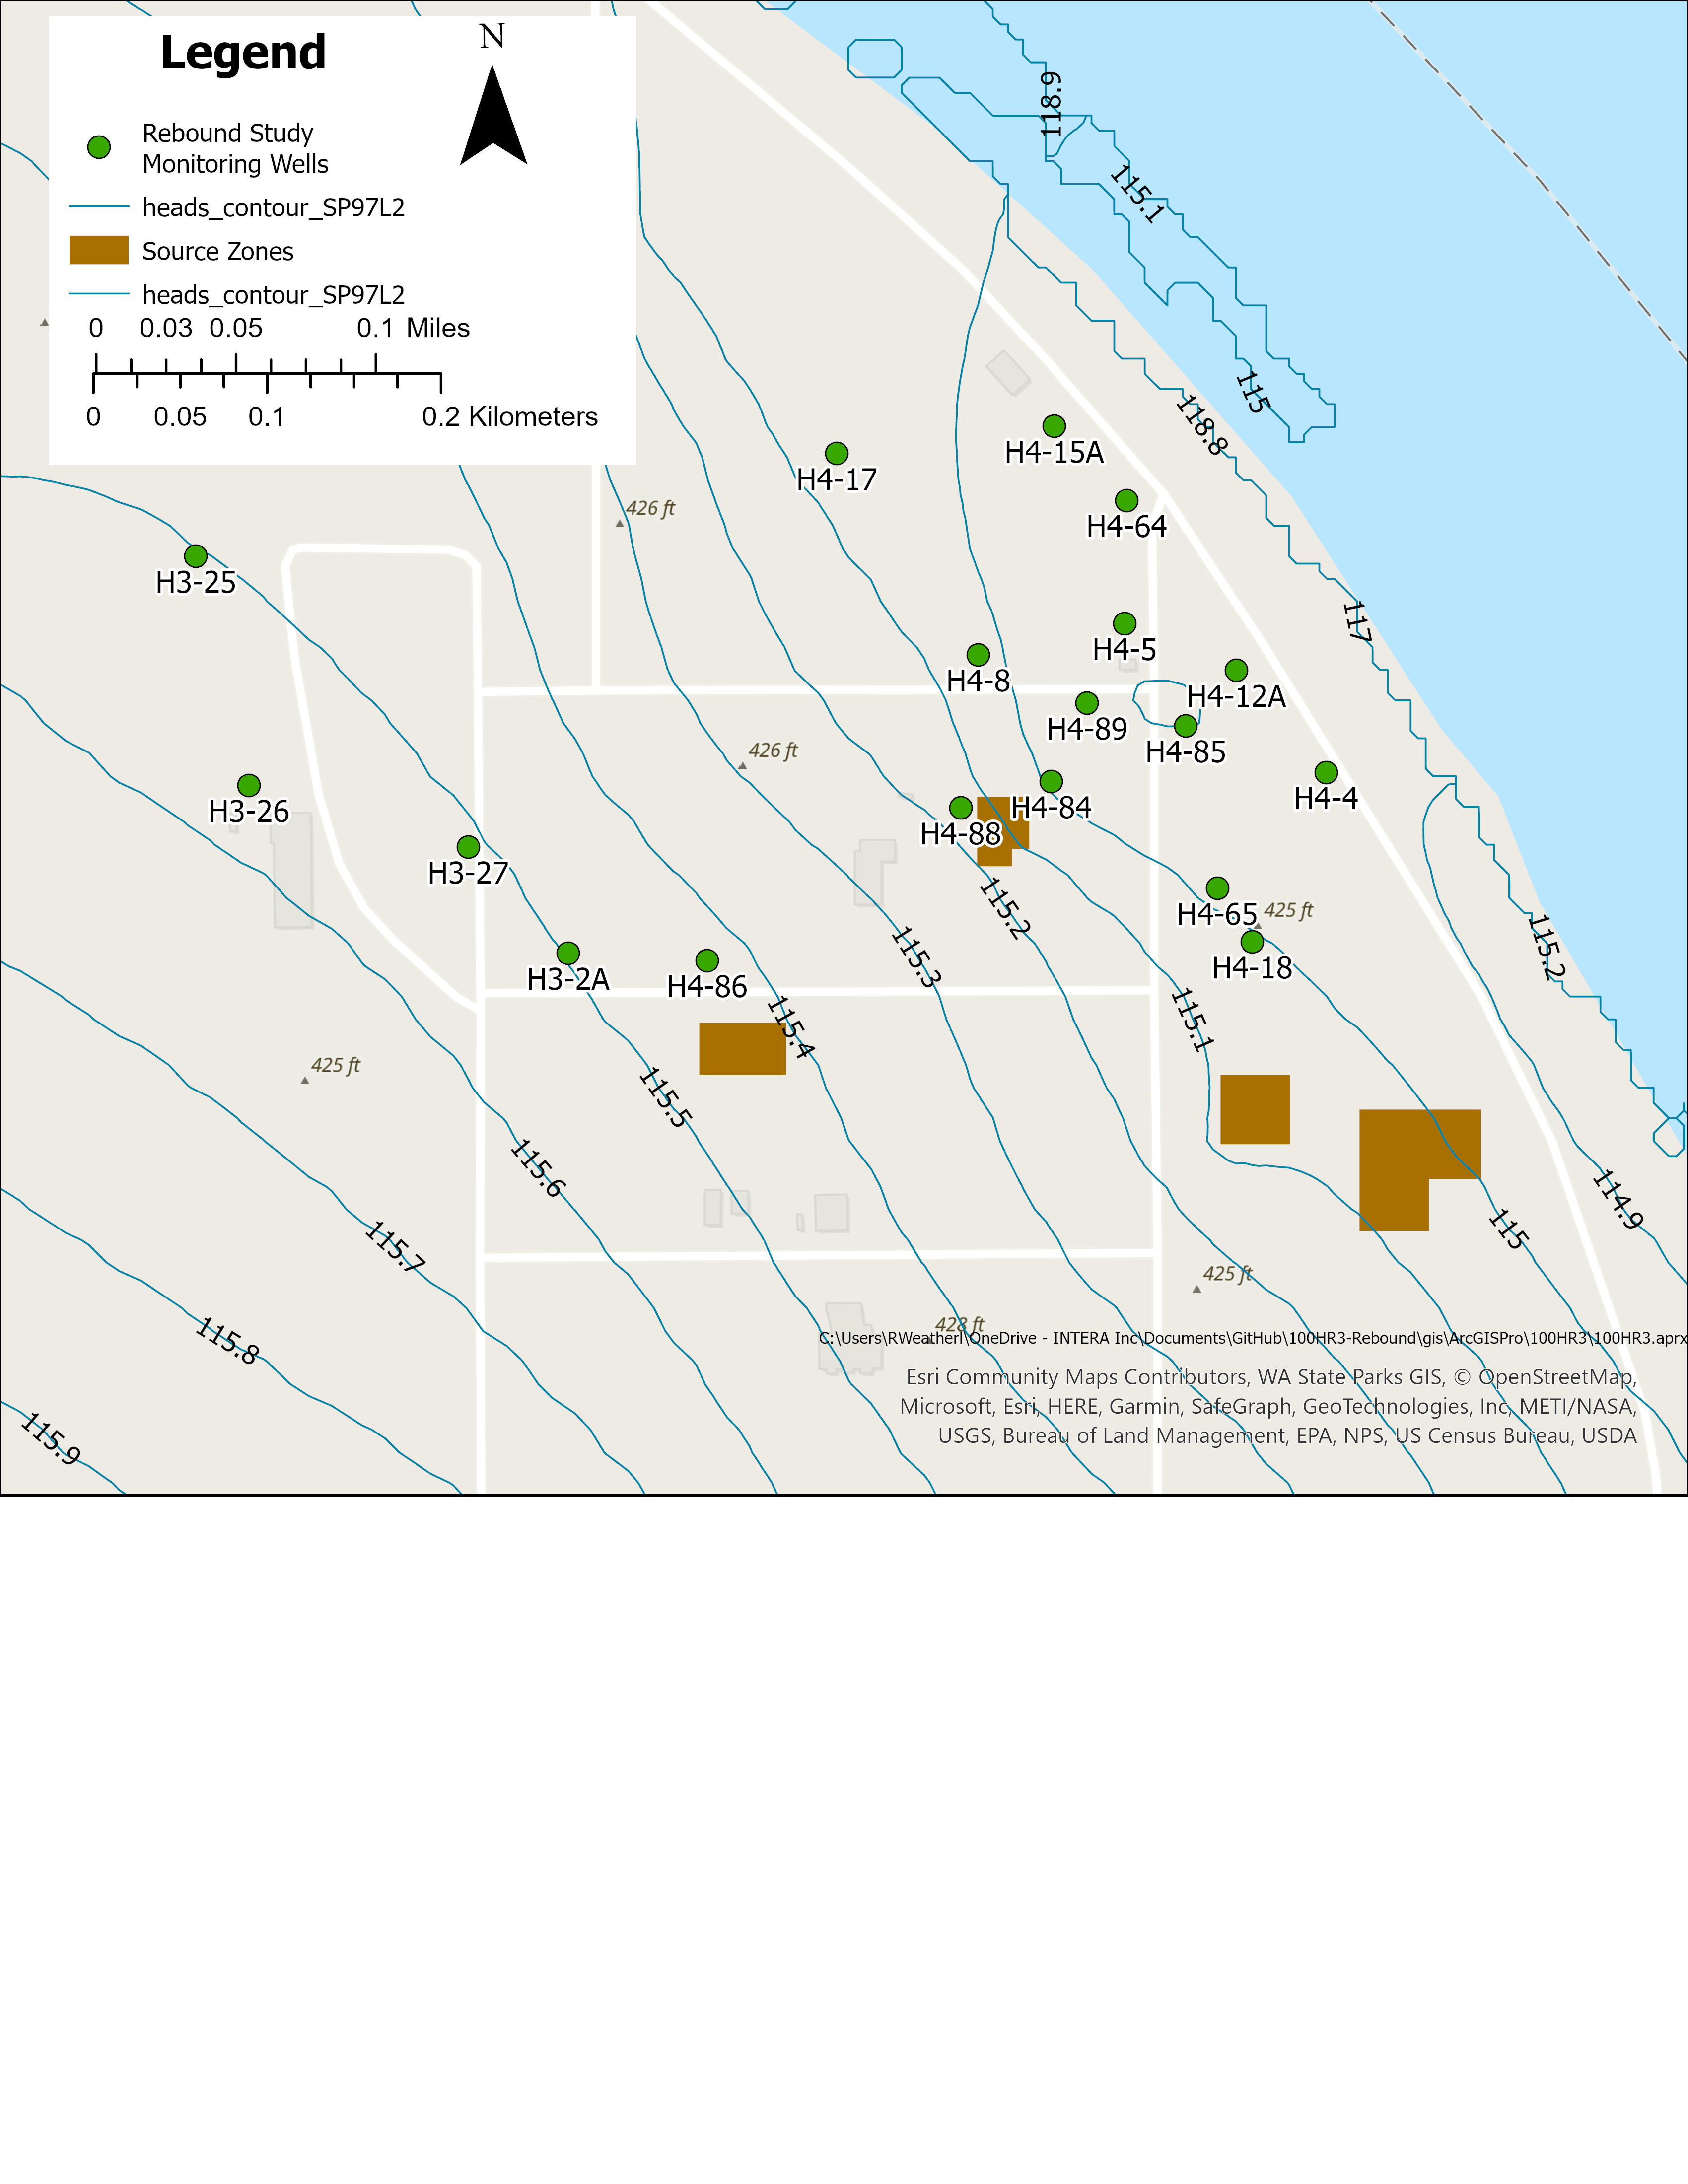 Legend
N
Rebound Study
Monitoring Wells
heads_contour_SP97L2
Source Zones
heads_contour_SP97L2
0 0.03 0.05 0.1 Miles
0 0.05 0.1 0.2 Kilometers
118.9
115.1
115
118.8
H4-15A
H4-17
426 ft
H4-64
H3-25
117
H4-5
H4-8
H4-12A
H4-89
H4-85
426 ft
H4-4
H3-26
H4-84
H4-88
H3-27
115.2
H4-65
425 ft
115.3
115.2
H4-18
H3-2A
H4-86
115.4
115.1
425 ft
115.5
115.6
114.9
115
115.7
425 ft
115.8
428 ft
C:\Users\RWeatherl\OneDrive - INTERA Inc\Documents\GitHub\100HR3-Rebound\gis\ArcGISPro\100HR3\100HR3.aprx
Esri Community Maps Contributors, WA State Parks GIS, © OpenStreetMap,
Microsoft, Esri, HERE, Garmin, SafeGraph, GeoTechnologies, Inc, METI/NASA,
USGS, Bureau of Land Management, EPA, NPS, US Census Bureau, USDA
115.9